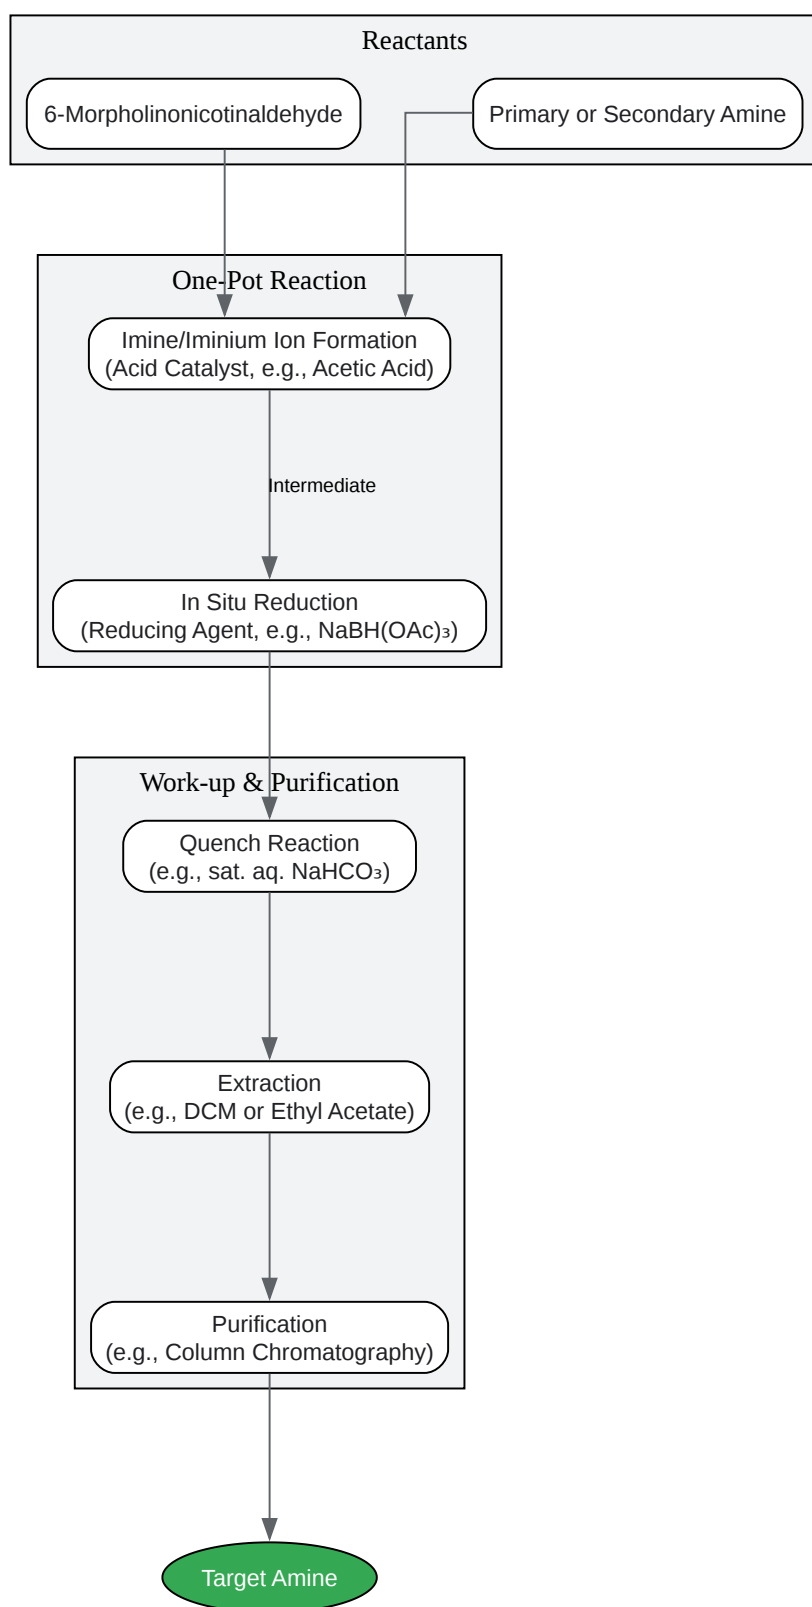 Reactants
6-Morpholinonicotinaldehyde
Primary or Secondary Amine
One-Pot Reaction
Imine/Iminium Ion Formation
(Acid Catalyst, e.g., Acetic Acid)
Intermediate
In Situ Reduction
(Reducing Agent, e.g., NaBH(OAc)₃)
Work-up & Purification
Quench Reaction
(e.g., sat. aq. NaHCO₃)
Extraction
(e.g., DCM or Ethyl Acetate)
Purification
(e.g., Column Chromatography)
Target Amine